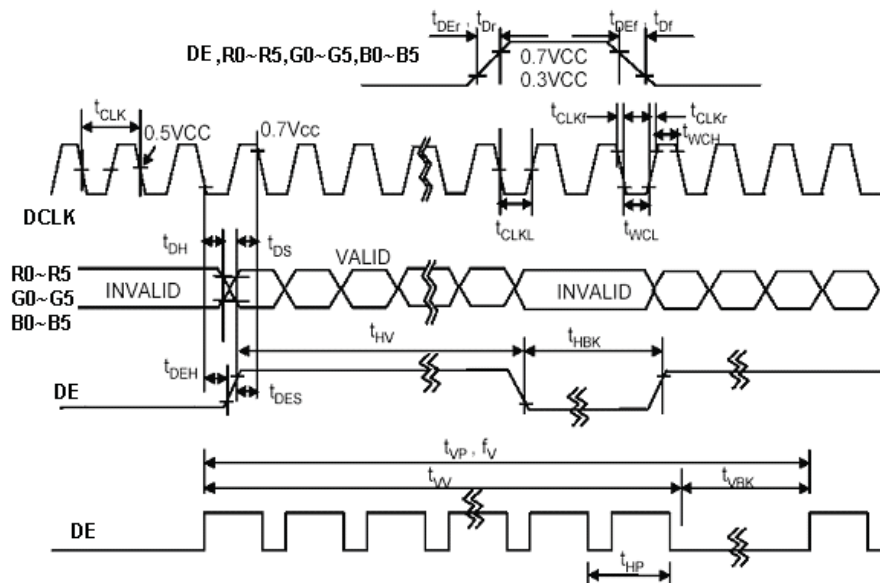 tDEr , tDr
tDEf , tDf
DE ,R0~R5,G0~G5,B0~B5
0.7VCC
0.3VCC
tCLK
0.5VCC
0.7Vcc
tCLKf
tCLKr
tWCH
DCLK
tCLKL
tWCL
tDH
tDS
VALID
R0~R5
G0~G5
B0~B5
INVALID
INVALID
tHV
tHBK
tDEH
tDES
DE
tVP , fV
tVV
tVBK
DE
tHP